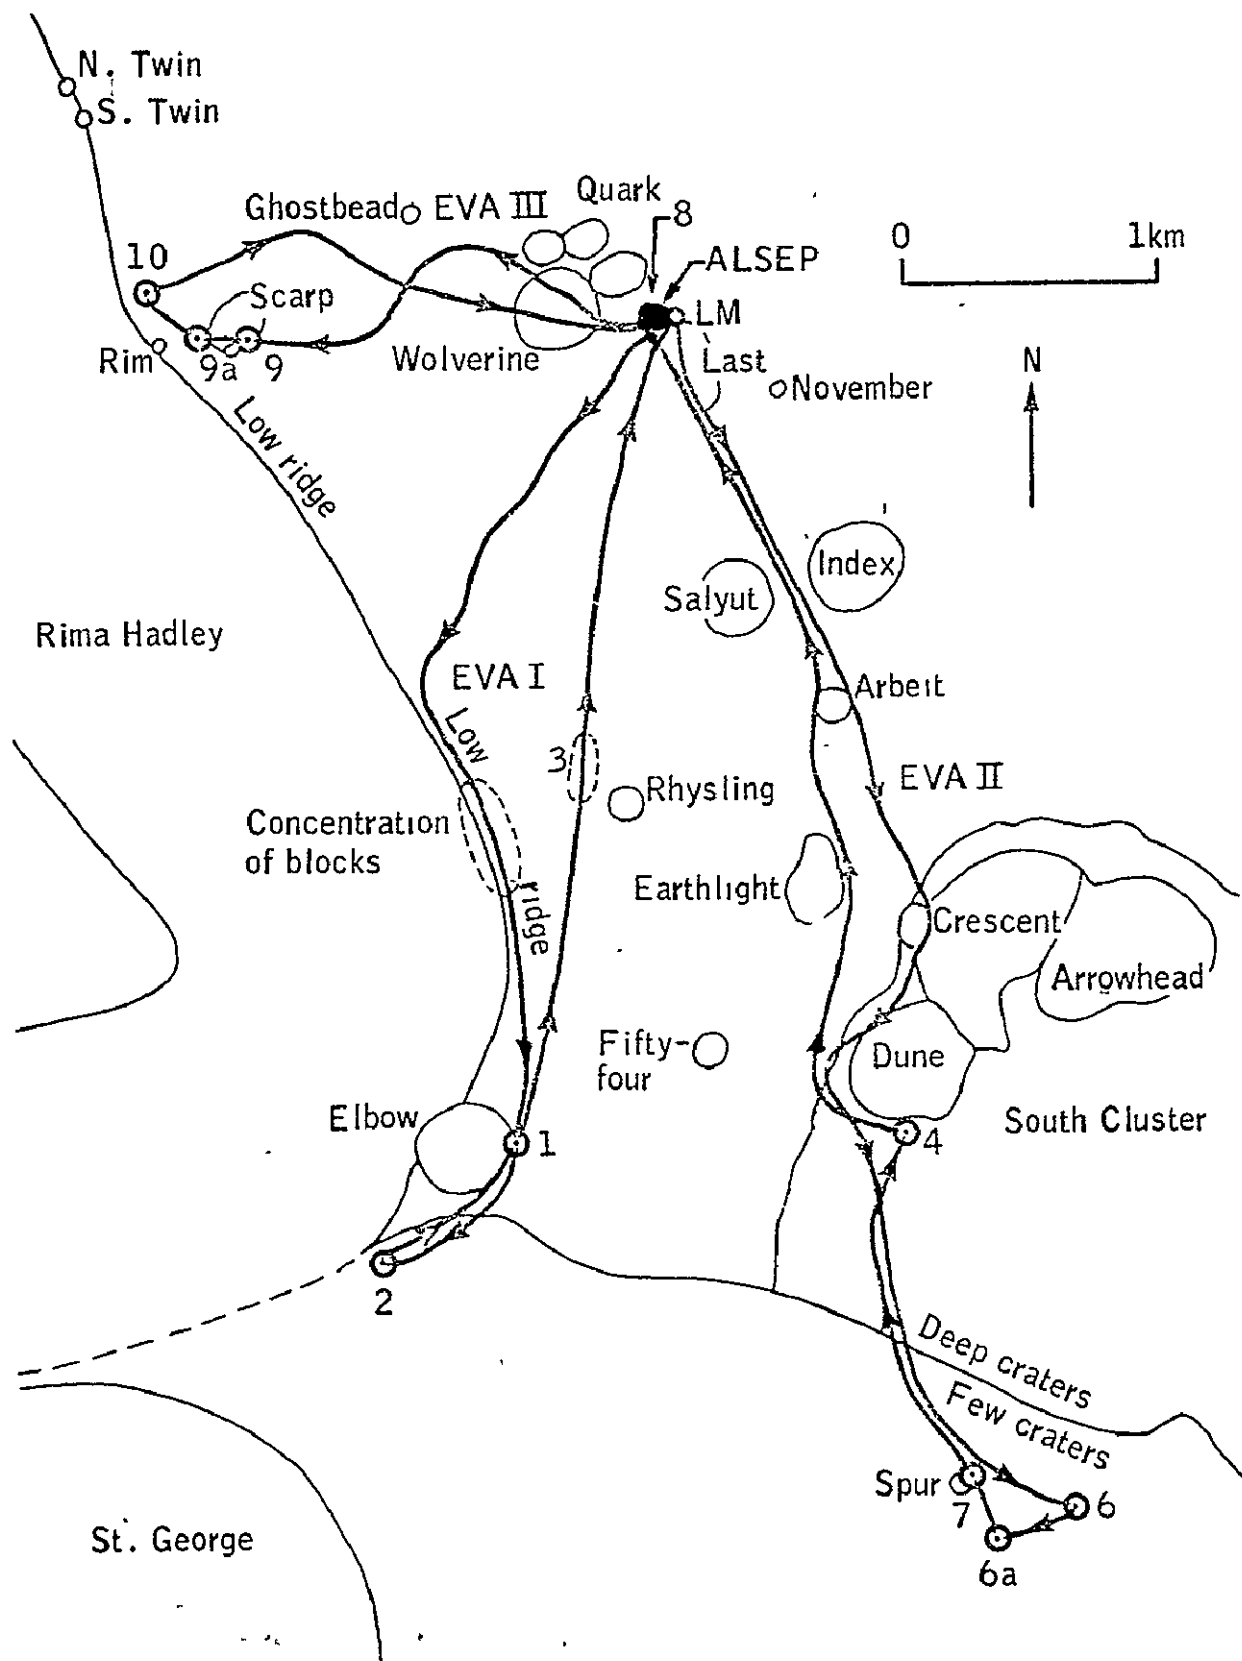 N. Twin
S. Twin
Quark
Ghostbead
EVA III
8
10
ALSEP
0
1km
Scarp
LM
Rim
9a
9
Wolverine
Last
N
November
Low ridge
Index
Salyut
Rima Hadley
EVA I
Arbeit
Low
3
EVA II
Rhysling
Concentration
of blocks
Earthlight
ridge
Crescent
Arrowhead
Fifty-
four
Dune
Elbow
1
4
South Cluster
2
Deep craters
Few craters
Spur
7
6
St. George
6a